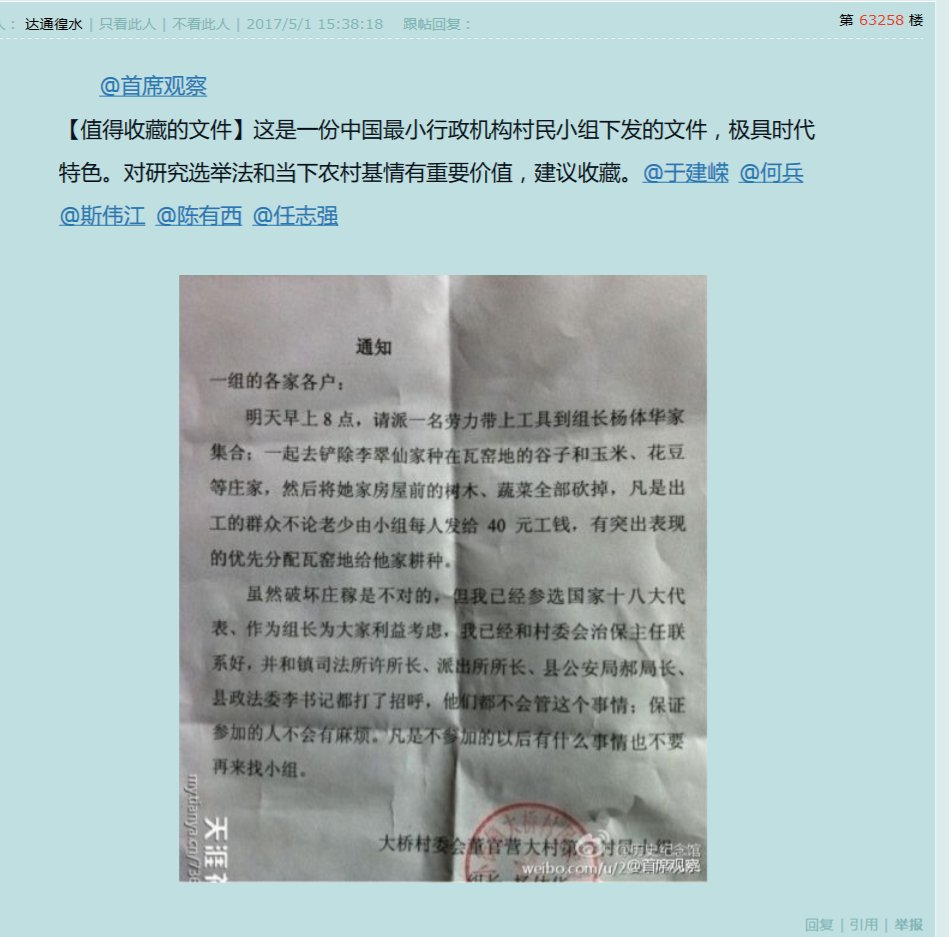 人： 达通徨水 | 只看此人 | 不看此人 | 2017/5/1 15:38:18 跟帖回复：
第 63258 楼
@首席观察
【值得收藏的文件】这是一份中国最小行政机构村民小组下发的文件，极具时代
特色。对研究选举法和当下农村基情有重要价值，建议收藏。@于建嵘 @何兵
@斯伟江 @陈有西 @任志强
通知
一组的各家各户：
明天早上 8 点，请派一名劳力带上工具到组长杨体华家
集合；一起去铲除李翠仙家种在瓦窑地的谷子和玉米、花豆
等庄家，然后将她家房屋前的树木、蔬菜全部砍掉，凡是出
工的群众不论老少由小组每人发给 40 元工钱，有突出表现
的优先分配瓦窑地给他家耕种。
虽然破坏庄稼是不对的，但我已经参选国家十八大代
表、作为组长为大家利益考虑，我已经和村委会治保主任联
系好，并和镇司法所许所长、派出所所长、县公安局郝局长、
县政法委李书记都打了招呼，他们都不会管这个事情；保证
参加的人不会有麻烦。凡是不参加的以后有什么事情也不要
再来找小组。
大桥村委会董官营大村第
@历史纪念馆
weibo.com/u/2@首席观察
天涯
mytianya.cn/736
回复 | 引用 | 举报